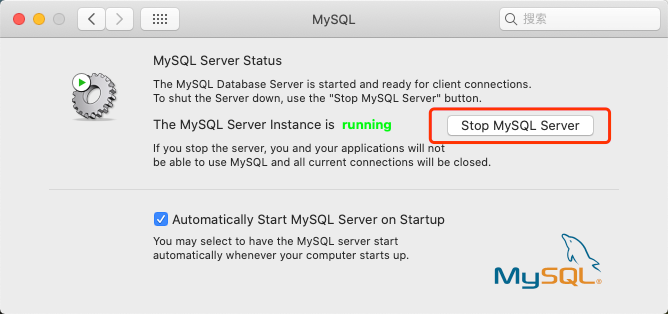 MySQL
搜索
MySQL Server Status
The MySQL Database Server is started and ready for client connections.
To shut the Server down, use the "Stop MySQL Server" button.
The MySQL Server Instance is running
Stop MySQL Server
If you stop the server, you and your applications will not
be able to use MySQL and all current connections will be closed.
Automatically Start MySQL Server on Startup
You may select to have the MySQL server start
automatically whenever your computer starts up.
MySQL